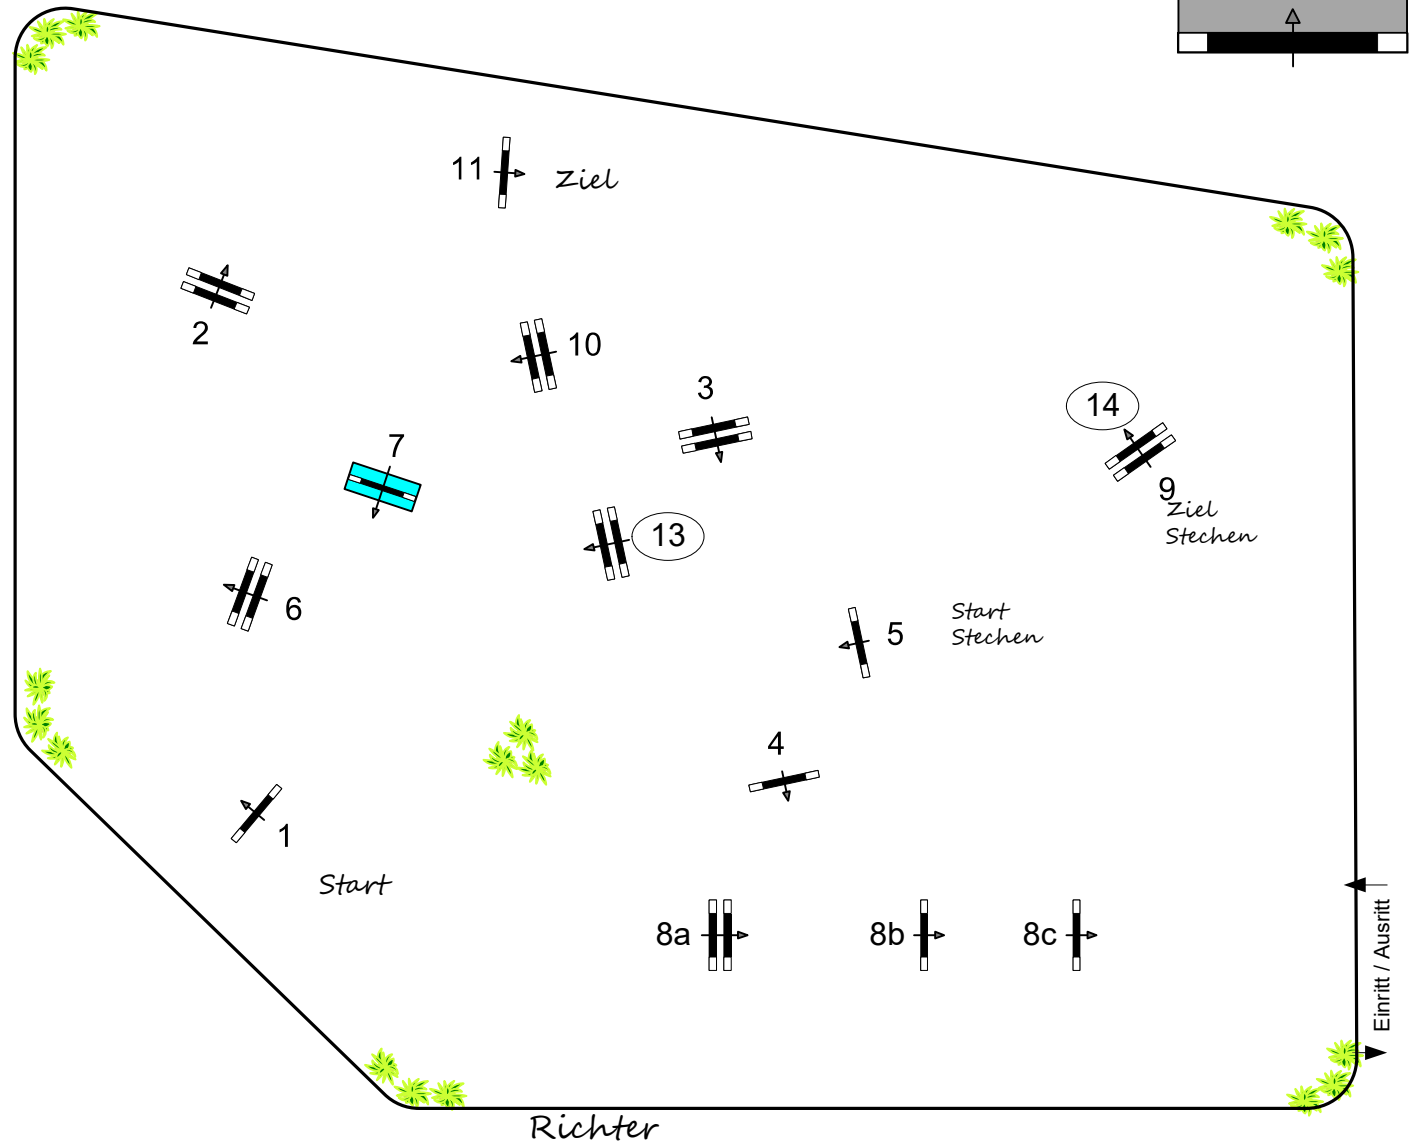 11
Ziel
2
10
3
14
7
9
Ziel
Stechen
13
6
5
Start
Stechen
4
1
Start
8a
8b
8c
Einritt / Ausritt
Richter